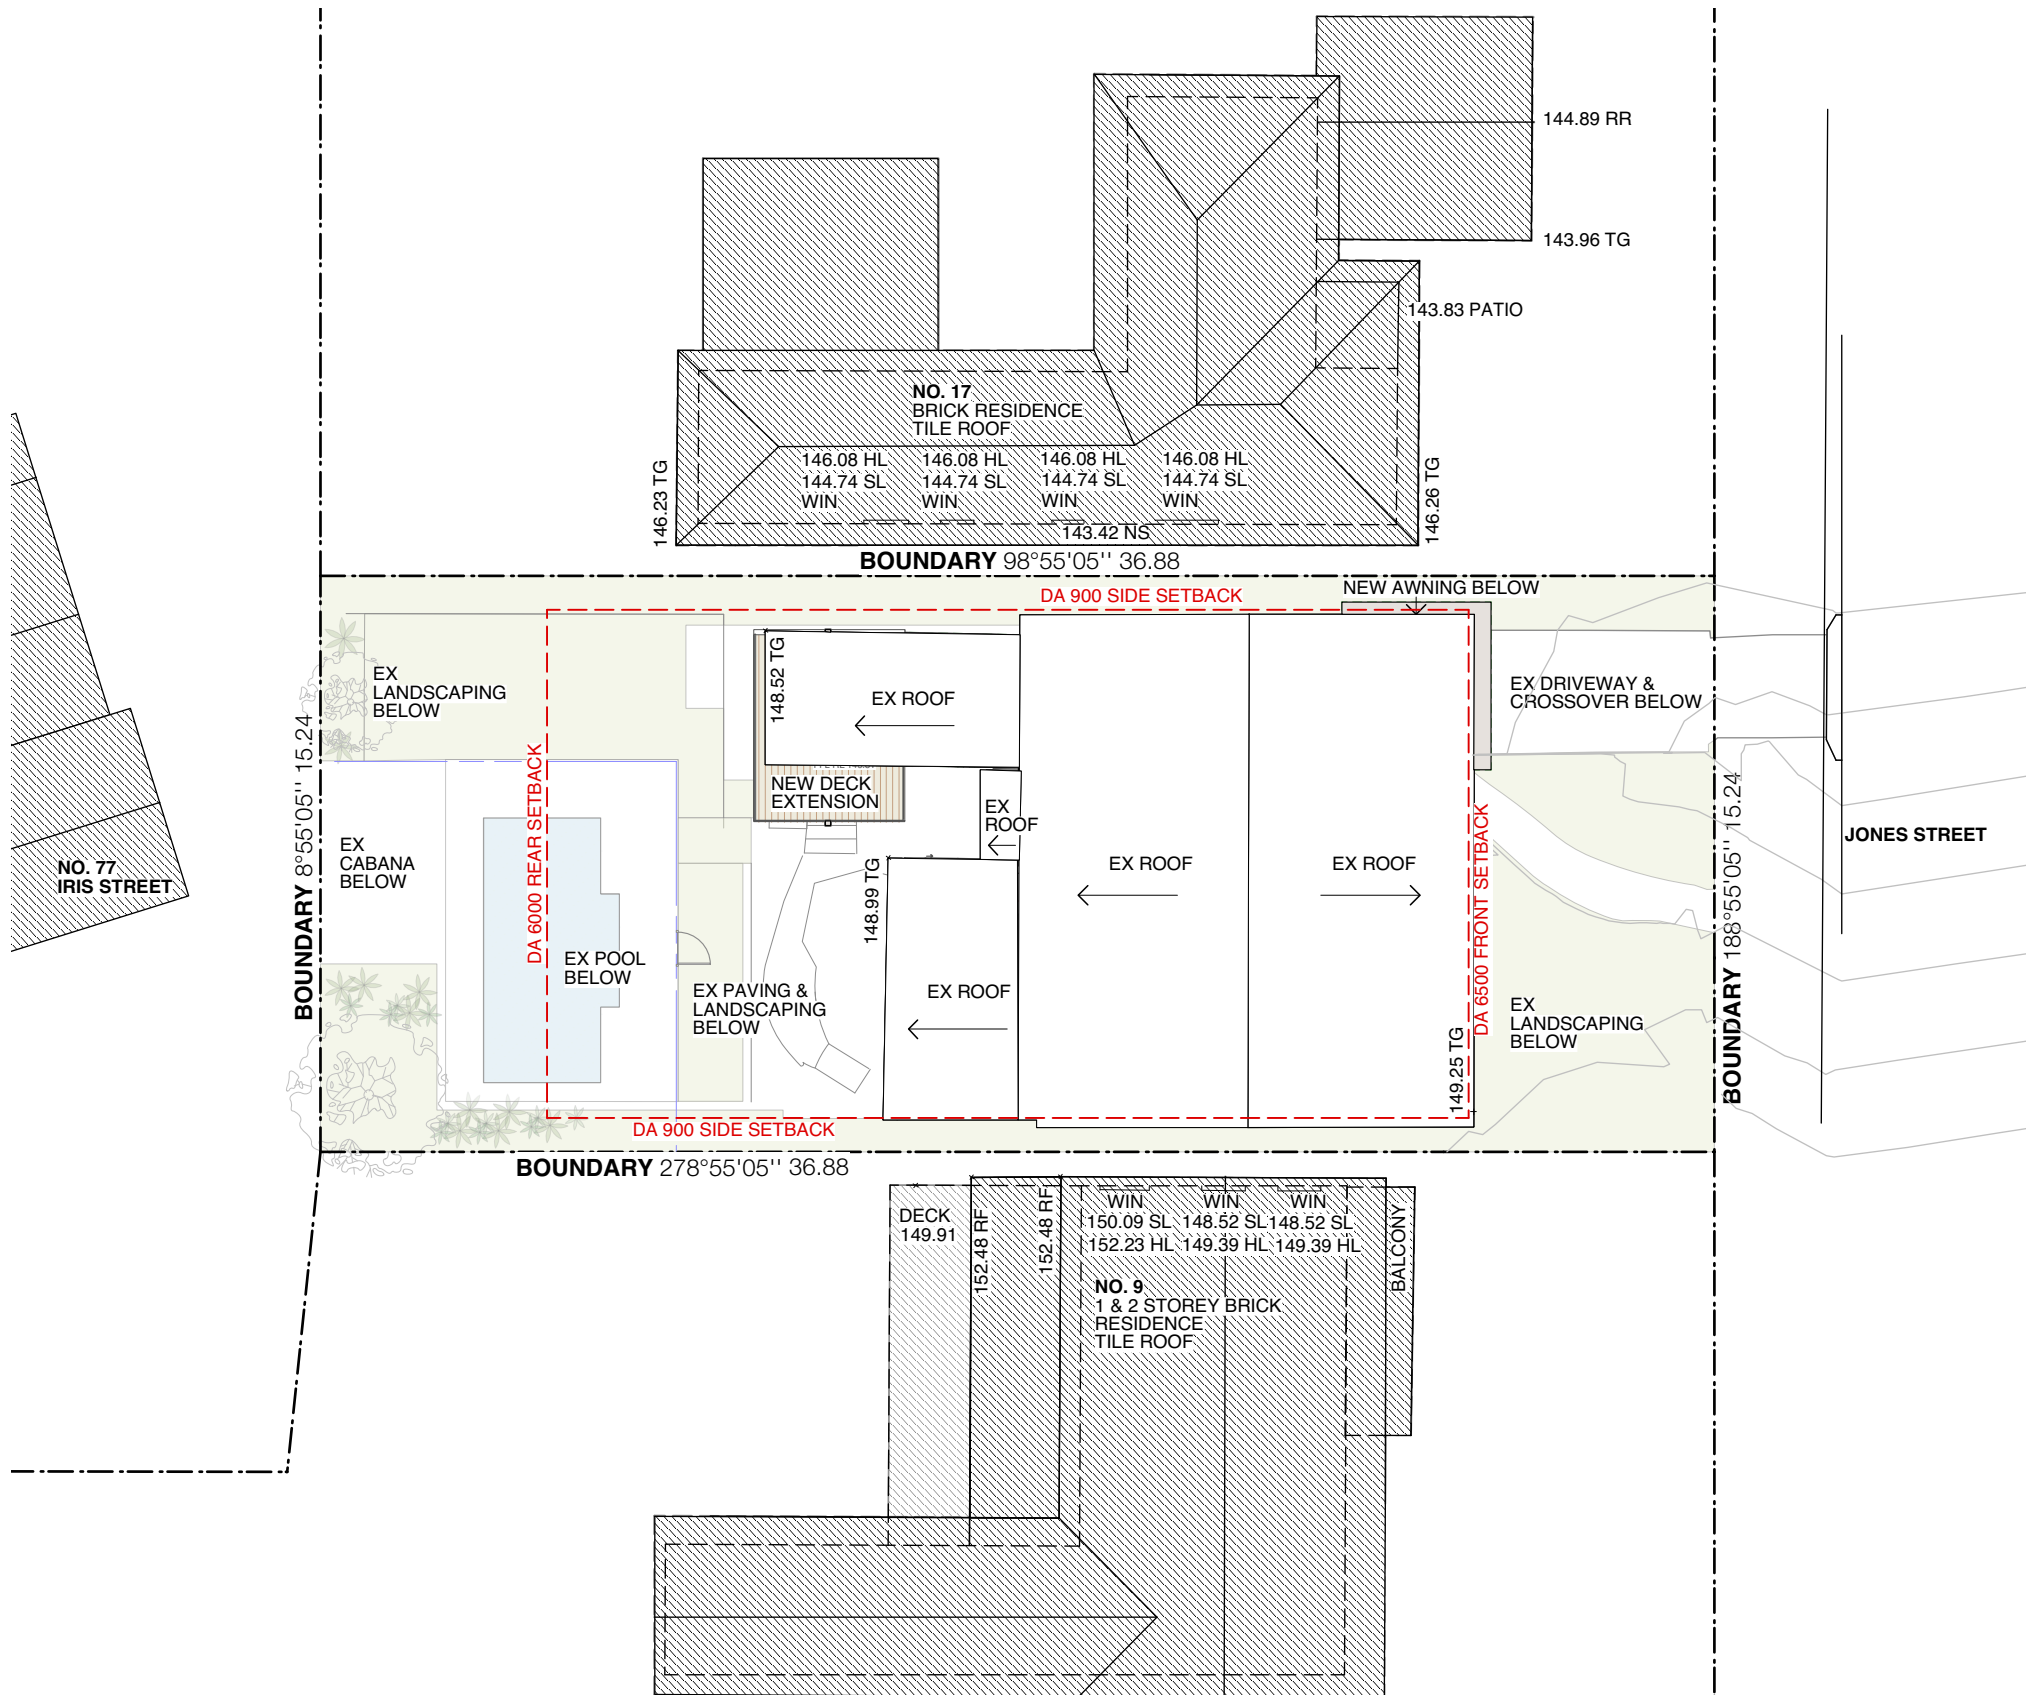 144.89 RR
143.96 TG
143.83 PATIO
NO. 17
BRICK RESIDENCE
TILE ROOF
146.08 HL
144.74 SL
WIN
146.08 HL
144.74 SL
WIN
146.08 HL
144.74 SL
WIN
146.08 HL
144.74 SL
WIN
146.23 TG
146.26 TG
143.42 NS
BOUNDARY 98°55'05'' 36.88
DA 900 SIDE SETBACK
NEW AWNING BELOW
EX
LANDSCAPING
BELOW
148.52 TG
EX ROOF
EX DRIVEWAY &
CROSSOVER BELOW
BOUNDARY 8°55'05'' 15.24
DA 6000 REAR SETBACK
NEW DECK
EXTENSION
EX
ROOF
EX
CABANA
BELOW
NO. 77
IRIS STREET
148.99 TG
EX ROOF
EX ROOF
DA 6500 FRONT SETBACK
BOUNDARY 188°55'05'' 15.24
JONES STREET
EX POOL
BELOW
EX PAVING &
LANDSCAPING
BELOW
EX ROOF
149.25 TG
EX
LANDSCAPING
BELOW
DA 900 SIDE SETBACK
BOUNDARY 278°55'05'' 36.88
DECK
149.91
152.48 RF
152.48 RF
WIN
150.09 SL
152.23 HL
WIN
148.52 SL
149.39 HL
WIN
148.52 SL
149.39 HL
BALCONY
NO. 9
1 & 2 STOREY BRICK
RESIDENCE
TILE ROOF